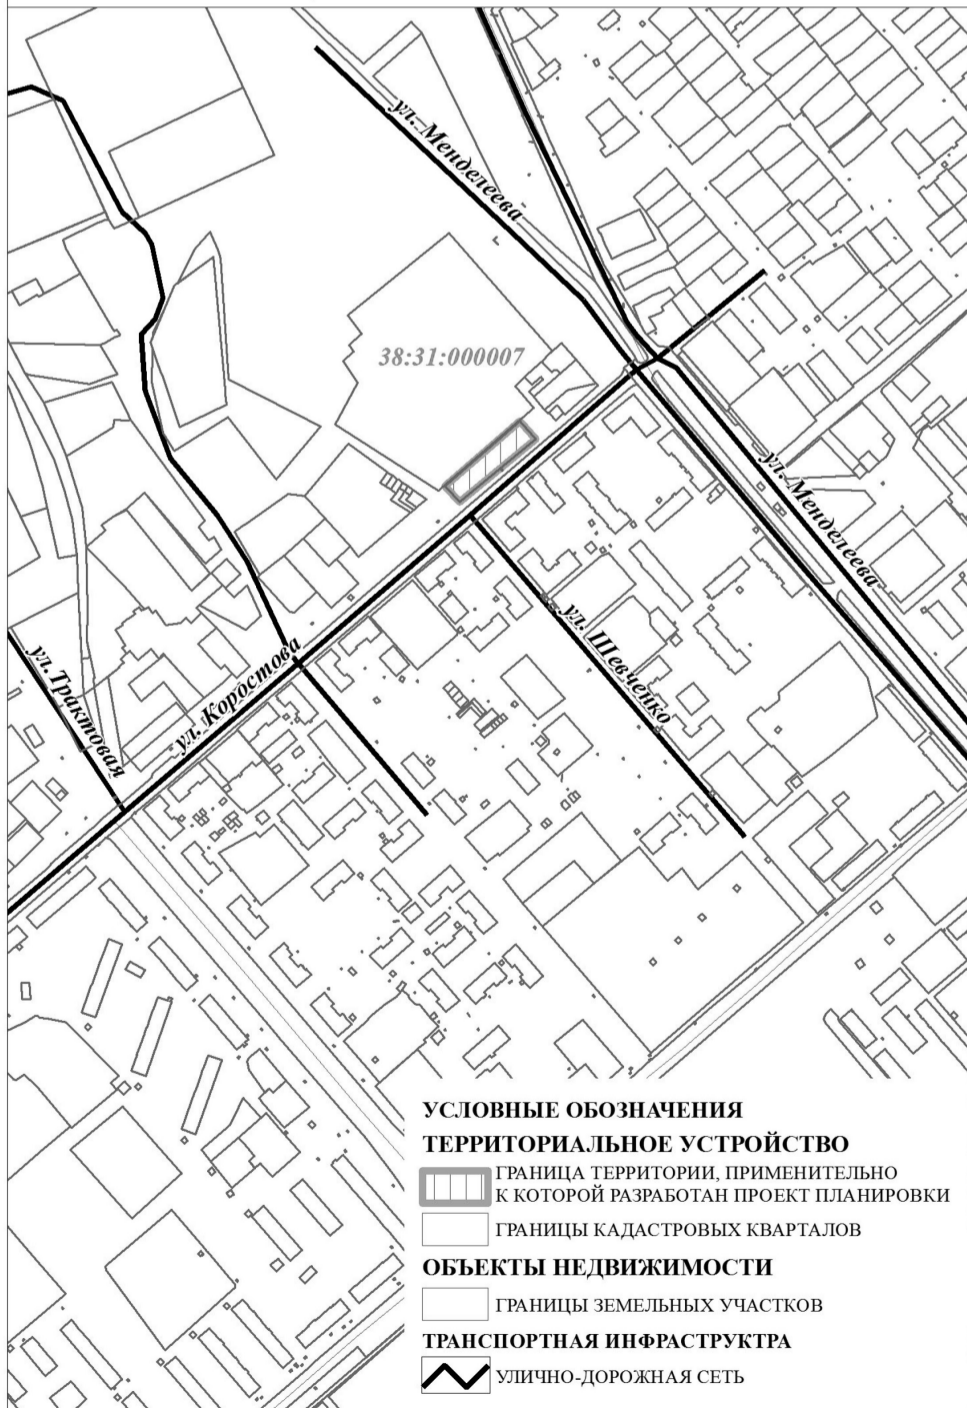 ул. Менделеева
38:31:000007
ул. Менделеева
ул. Шевченко
ул. Коростова
ул. Трактовая
УСЛОВНЫЕ ОБОЗНАЧЕНИЯ
ТЕРРИТОРИАЛЬНОЕ УСТРОЙСТВО
ГРАНИЦА ТЕРРИТОРИИ, ПРИМЕНИТЕЛЬНО
К КОТОРОЙ РАЗРАБОТАН ПРОЕКТ ПЛАНИРОВКИ
ГРАНИЦЫ КАДАСТРОВЫХ КВАРТАЛОВ
ОБЪЕКТЫ НЕДВИЖИМОСТИ
ГРАНИЦЫ ЗЕМЕЛЬНЫХ УЧАСТКОВ
ТРАНСПОРТНАЯ ИНФРАСТРУКТРА
УЛИЧНО-ДОРОЖНАЯ СЕТЬ